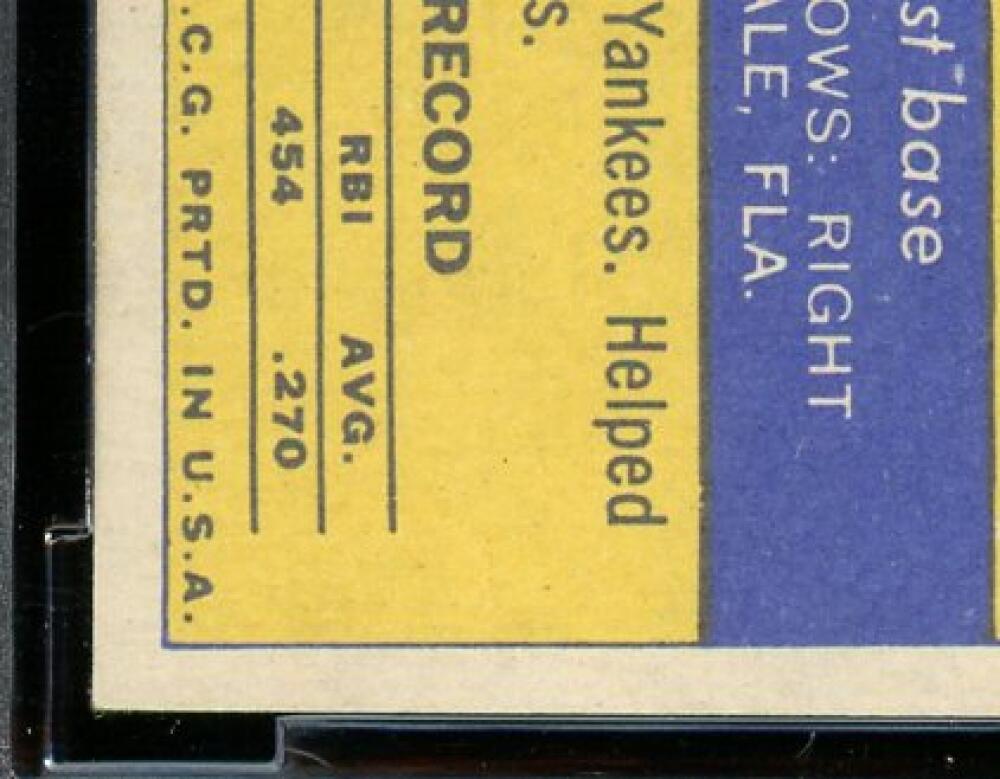 st base
OWS: RIGHT
ALE, FLA.
Yankees. Helped
s.
RECORD
RBI AVG.
454 .270
.C.G. PRTD. IN U.S.A.